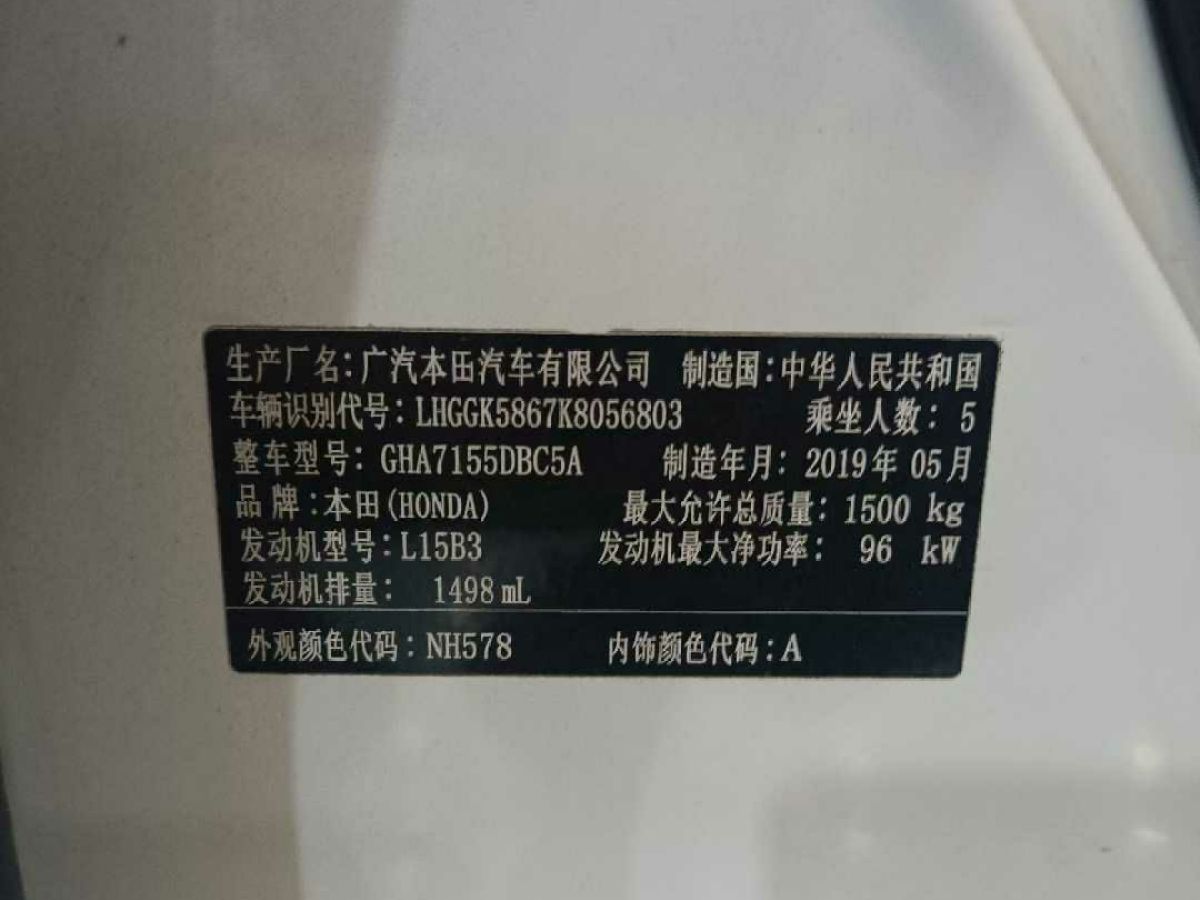 生产厂名:广汽本田汽车有限公司 制造国:中华人民共和国
车辆识别代号:LHGGK5867K8056803 乘坐人数:5
整车型号:GHA7155DBC5A 制造年月:2019年05月
品牌:本田(HONDA) 最大允许总质量:1500 kg
发动机型号:L15B3 发动机最大净功率: 96 kW
发动机排量: 1498 mL
外观颜色代码:NH578 内饰颜色代码:A